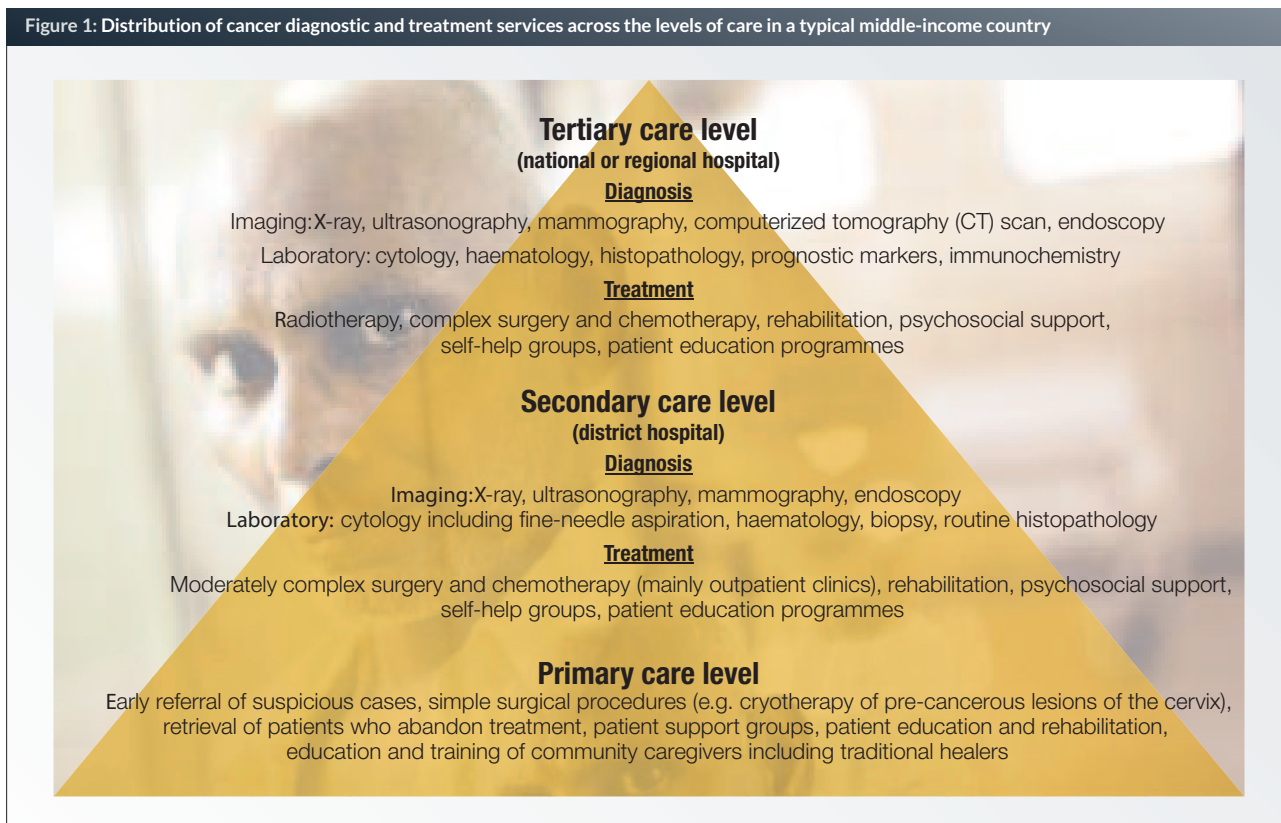 Figure 1: Distribution of cancer diagnostic and treatment services across the levels of care in a typical middle-income country
Tertiary care level
(national or regional hospital)
Diagnosis
Imaging:X-ray, ultrasonography, mammography, computerized tomography (CT) scan, endoscopy
Laboratory: cytology, haematology, histopathology, prognostic markers, immunochemistry
Treatment
Radiotherapy, complex surgery and chemotherapy, rehabilitation, psychosocial support,
self-help groups, patient education programmes
Secondary care level
(district hospital)
Diagnosis
Imaging:X-ray, ultrasonography, mammography, endoscopy
Laboratory: cytology including fine-needle aspiration, haematology, biopsy, routine histopathology
Treatment
Moderately complex surgery and chemotherapy (mainly outpatient clinics), rehabilitation, psychosocial support,
self-help groups, patient education programmes
Primary care level
Early referral of suspicious cases, simple surgical procedures (e.g. cryotherapy of pre-cancerous lesions of the cervix),
retrieval of patients who abandon treatment, patient support groups, patient education and rehabilitation,
education and training of community caregivers including traditional healers